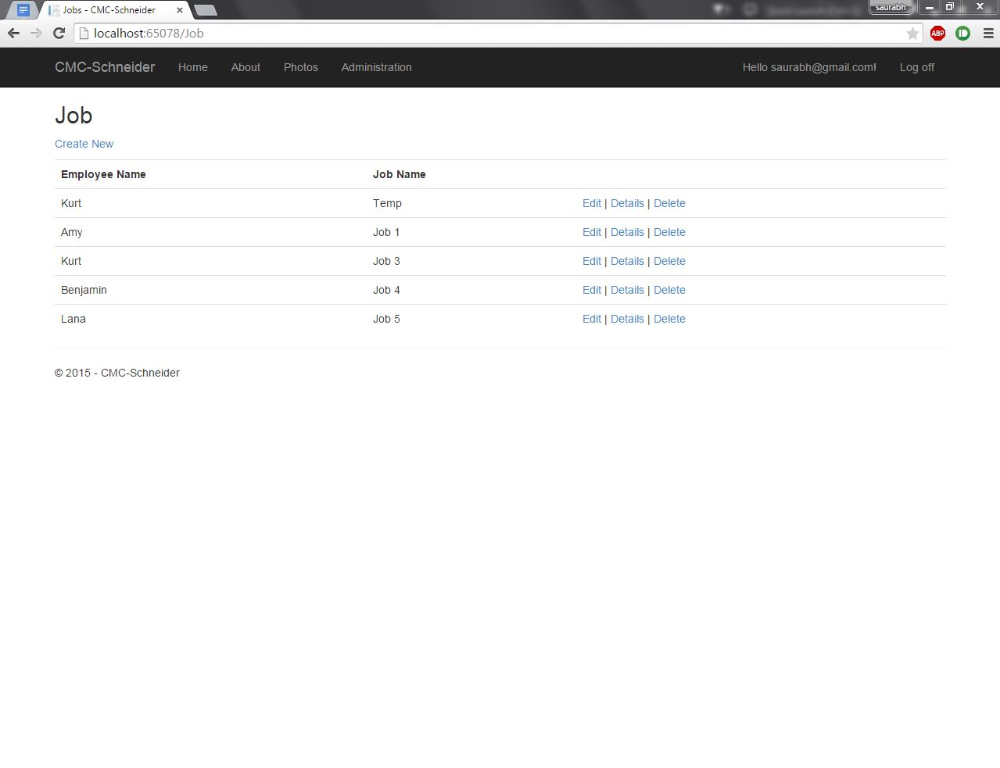 Jobs - CMC-Schneider
saurabh
localhost:65078/Job
ABP
CMC-Schneider Home About Photos Administration Hello saurabh@gmail.com! Log off
Job
Create New
Employee Name Job Name
Kurt Temp Edit | Details | Delete
Amy Job 1 Edit | Details | Delete
Kurt Job 3 Edit | Details | Delete
Benjamin Job 4 Edit | Details | Delete
Lana Job 5 Edit | Details | Delete
© 2015 - CMC-Schneider